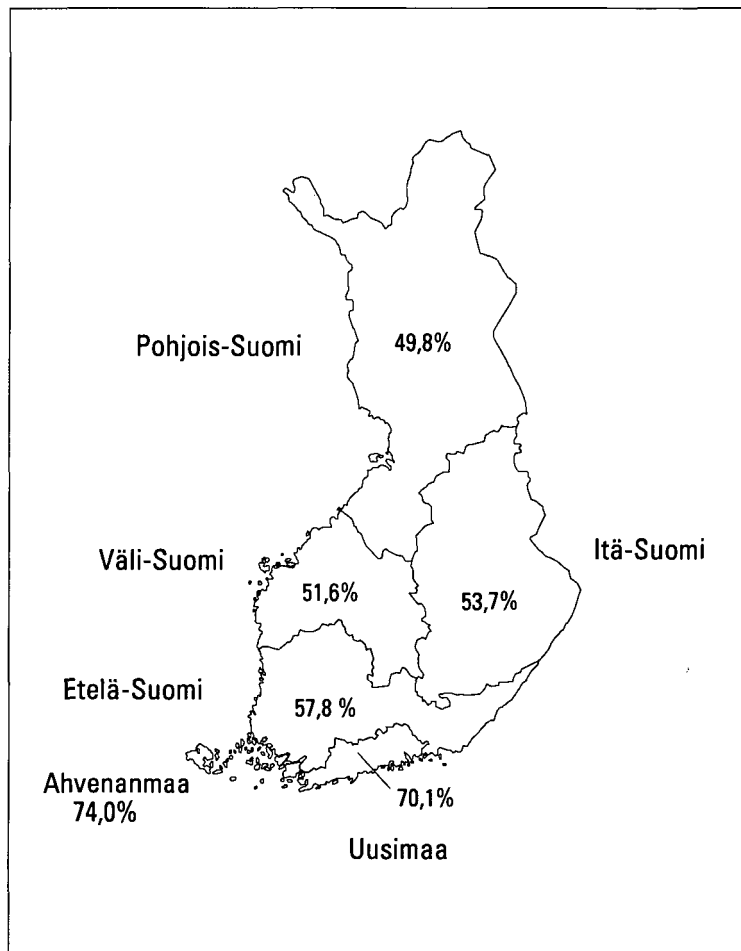 Pohjois-Suomi
49,8%
Väli-Suomi
51,6%
Itä-Suomi
53,7%
Etelä-Suomi
57,8 %
Ahvenanmaa
74,0%
70,1%
Uusimaa